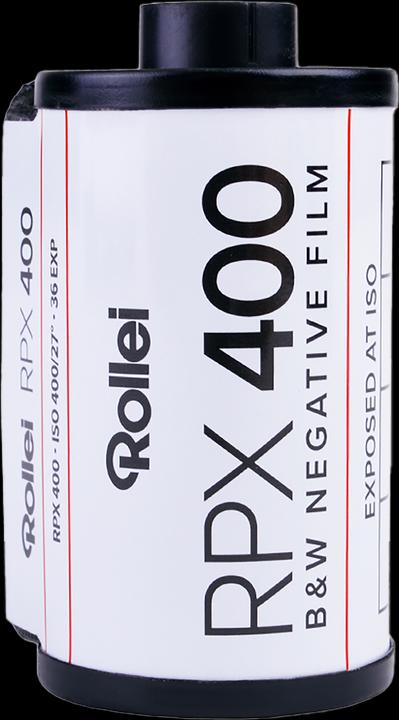 Rollei RPX 400
RPX 400 - ISO 400/27° - 36 EXP
Rollei
RPX 400
B&W NEGATIVE FILM
EXPOSED AT ISO